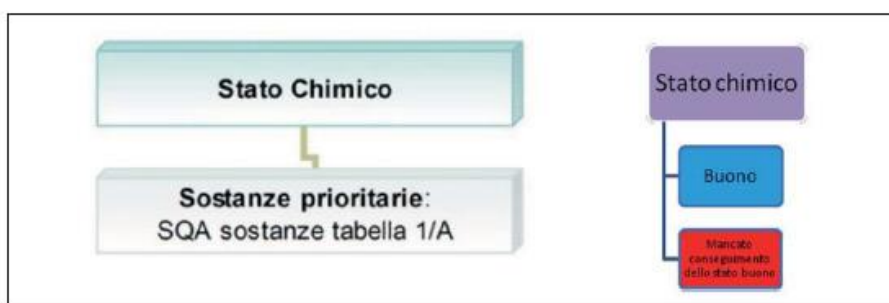 Stato Chimico
Sostanze prioritarie:
SQA sostanze tabella 1/A
Stato chimico
Buono
Mancato
conseguimento
dello stato buono